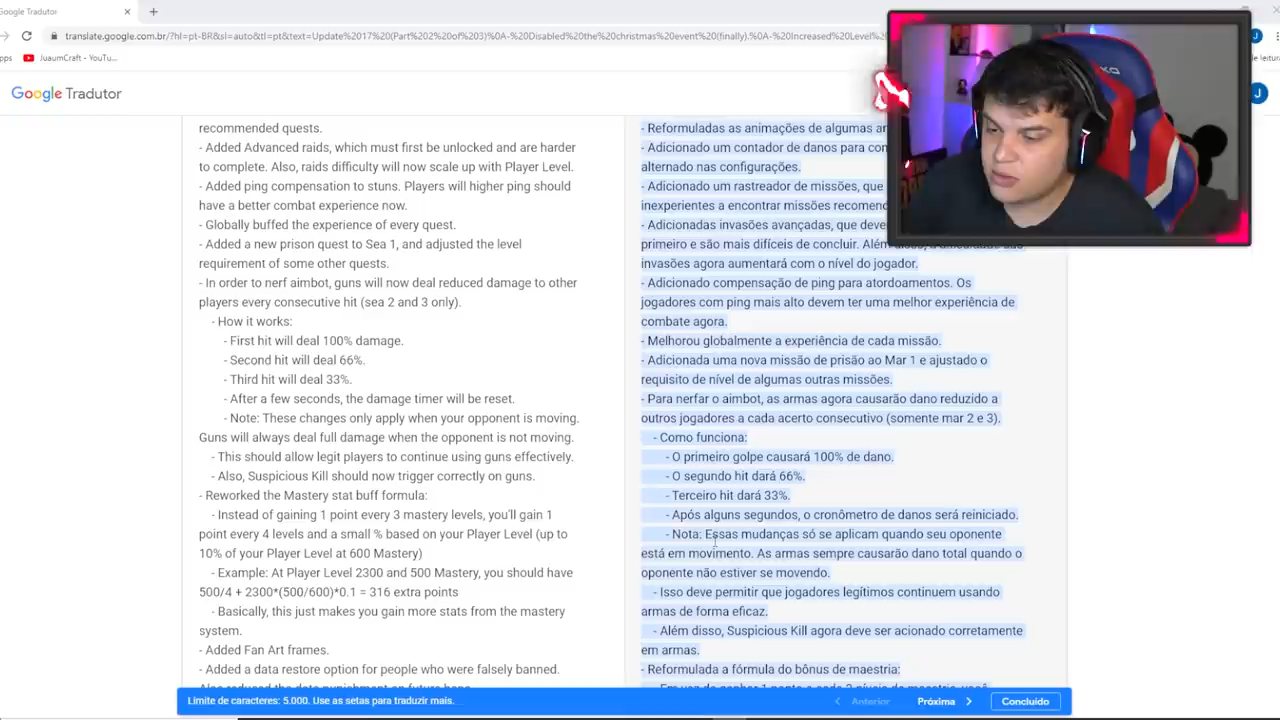 Google Tradutor
translate.google.com.br/?hl=pt-BR&sl=auto&tl=pt&text=Update%2017%20(Part%202%20of%203)%0A-%20Disabled%20the%20christmas%20event%20(finally).%0A-%20Increased%20Level%
JuaumCraft - YouTu...
Google Tradutor
J
recommended quests.
- Added Advanced raids, which must first be unlocked and are harder
to complete. Also, raids difficulty will now scale up with Player Level.
- Added ping compensation to stuns. Players will higher ping should
have a better combat experience now.
- Globally buffed the experience of every quest.
- Added a new prison quest to Sea 1, and adjusted the level
requirement of some other quests.
- In order to nerf aimbot, guns will now deal reduced damage to other
players every consecutive hit (sea 2 and 3 only).
- How it works:
- First hit will deal 100% damage.
- Second hit will deal 66%.
- Third hit will deal 33%.
- After a few seconds, the damage timer will be reset.
- Note: These changes only apply when your opponent is moving.
Guns will always deal full damage when the opponent is not moving.
- This should allow legit players to continue using guns effectively.
- Also, Suspicious Kill should now trigger correctly on guns.
- Reworked the Mastery stat buff formula:
- Instead of gaining 1 point every 3 mastery levels, you'll gain 1
point every 4 levels and a small % based on your Player Level (up to
10% of your Player Level at 600 Mastery)
- Example: At Player Level 2300 and 500 Mastery, you should have
500/4 + 2300*(500/600)*0.1 = 316 extra points
- Basically, this just makes you gain more stats from the mastery
system.
- Added Fan Art frames.
- Added a data restore option for people who were falsely banned.
- Reformuladas as animações de algumas
- Adicionado um contador de danos para
alternado nas configurações.
- Adicionado um rastreador de missões, que
inexperientes a encontrar missões
- Adicionadas invasões avançadas, que
primeiro e são mais difíceis de concluir. Além
invasões agora aumentará com o nível do jogador.
- Adicionado compensação de ping para atordoamentos. Os
jogadores com ping mais alto devem ter uma melhor experiência de
combate agora.
- Melhorou globalmente a experiência de cada missão.
- Adicionada uma nova missão de prisão ao Mar 1 e ajustado o
requisito de nível de algumas outras missões.
- Para nerfar o aimbot, as armas agora causarão dano reduzido a
outros jogadores a cada acerto consecutivo (somente mar 2 e 3).
- Como funciona:
- O primeiro golpe causará 100% de dano.
- O segundo hit dará 66%.
- Terceiro hit dará 33%.
- Após alguns segundos, o cronômetro de danos será reiniciado.
- Nota: Essas mudanças só se aplicam quando seu oponente
está em movimento. As armas sempre causarão dano total quando o
oponente não estiver se movendo.
- Isso deve permitir que jogadores legítimos continuem usando
armas de forma eficaz.
- Além disso, Suspicious Kill agora deve ser acionado corretamente
em armas.
- Reformulada a fórmula do bônus de maestria:
Limite de caracteres: 5.000. Use as setas para traduzir mais.
Anterior
Próxima
Concluído